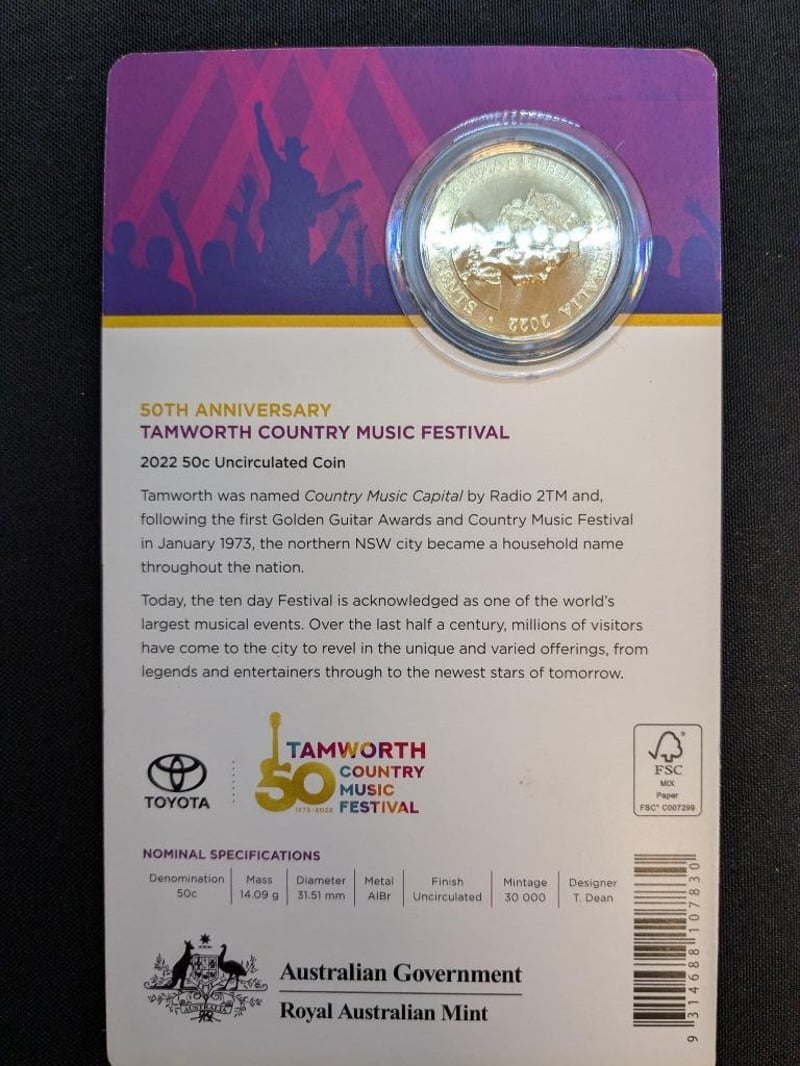 ELIZABETH II
AUSTRALIA 2022
50TH ANNIVERSARY
TAMWORTH COUNTRY MUSIC FESTIVAL
2022 50c Uncirculated Coin
Tamworth was named Country Music Capital by Radio 2TM and,
following the first Golden Guitar Awards and Country Music Festival
in January 1973, the northern NSW city became a household name
throughout the nation.
Today, the ten day Festival is acknowledged as one of the world's
largest musical events. Over the last half a century, millions of visitors
have come to the city to revel in the unique and varied offerings, from
legends and entertainers through to the newest stars of tomorrow.
TOYOTA
50
1973-2022
TAMWORTH
COUNTRY
MUSIC
FESTIVAL
FSC
MIX
Paper
FSC® C007299
NOMINAL SPECIFICATIONS
Denomination Mass Diameter Metal Finish Mintage Designer
50c 14.09 g 31.51 mm AlBr Uncirculated 30 000 T. Dean
AUSTRALIA
Australian Government
Royal Australian Mint
9 314688 107830